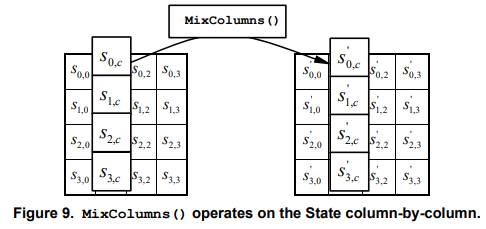 MixColumns()
S0,c S'0,c
S0,0 S0,2 S0,3 S'0,0 S'0,2 S'0,3
S1,c S'1,c
S1,0 S1,2 S1,3 S'1,0 S'1,2 S'1,3
S2,0 S2,c S2,2 S2,3 S'2,0 S'2,c S'2,2 S'2,3
S3,0 S3,c S3,2 S3,3 S'3,0 S'3,c S'3,2 S'3,3
Figure 9. MixColumns() operates on the State column-by-column.